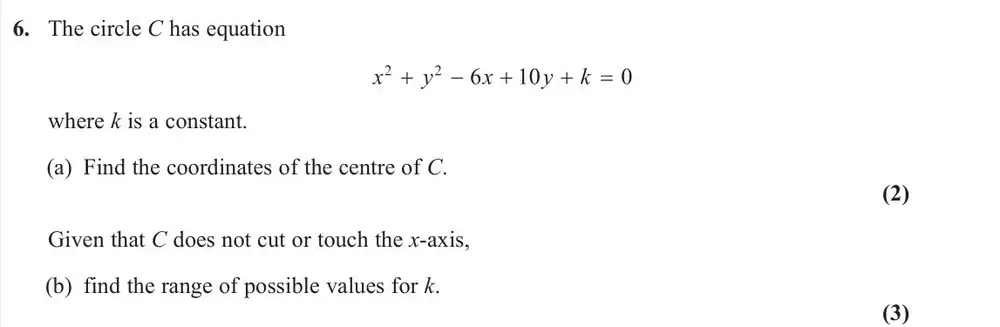 6. The circle C has equation
x² + y² − 6x + 10y + k = 0
where k is a constant.
(a) Find the coordinates of the centre of C.
(2)
Given that C does not cut or touch the x-axis,
(b) find the range of possible values for k.
(3)